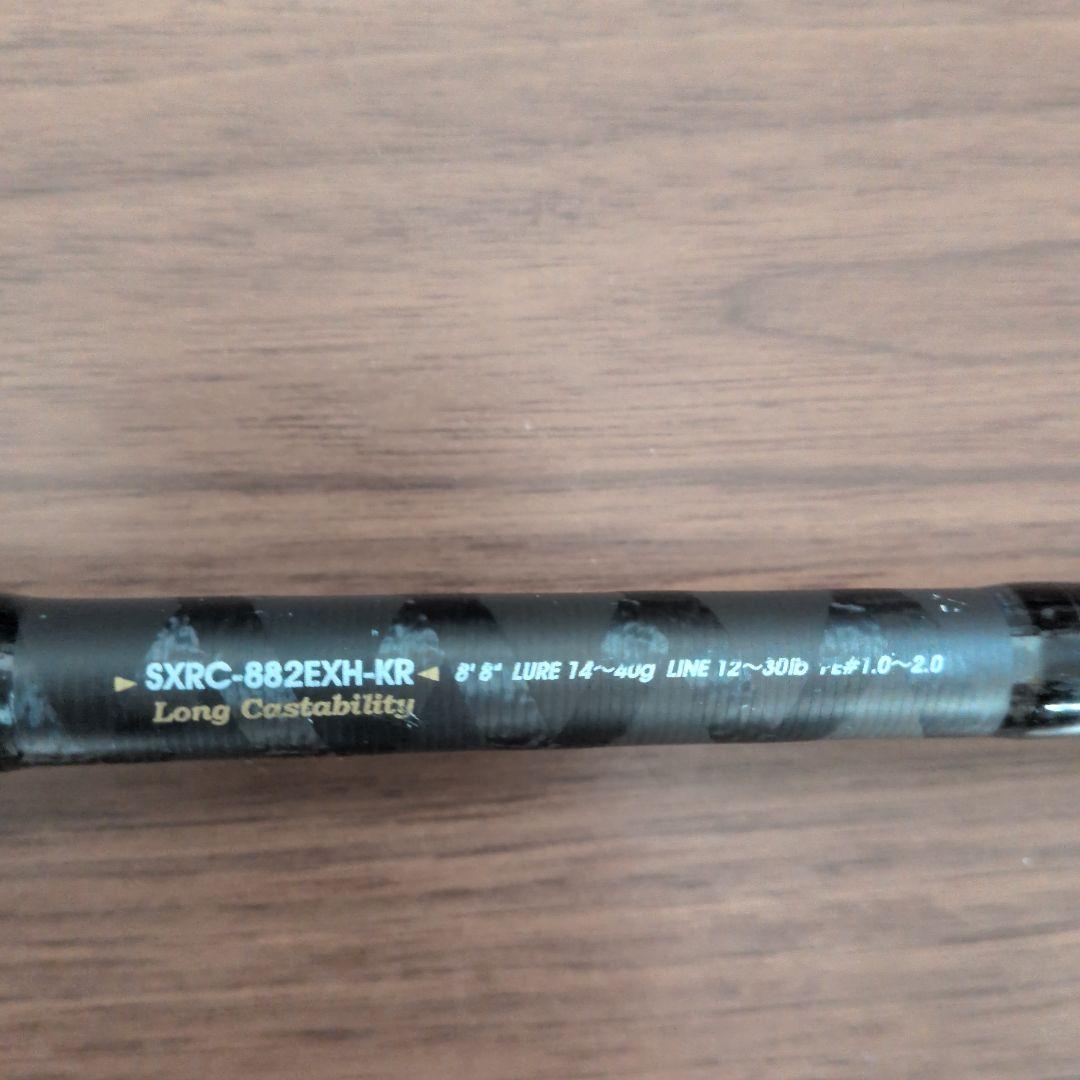 ▶ SXRC-882EXH-KR ◀ 8' 8" LURE 14~40g LINE 12~30lb PE#1.0~2.0
Long Castability